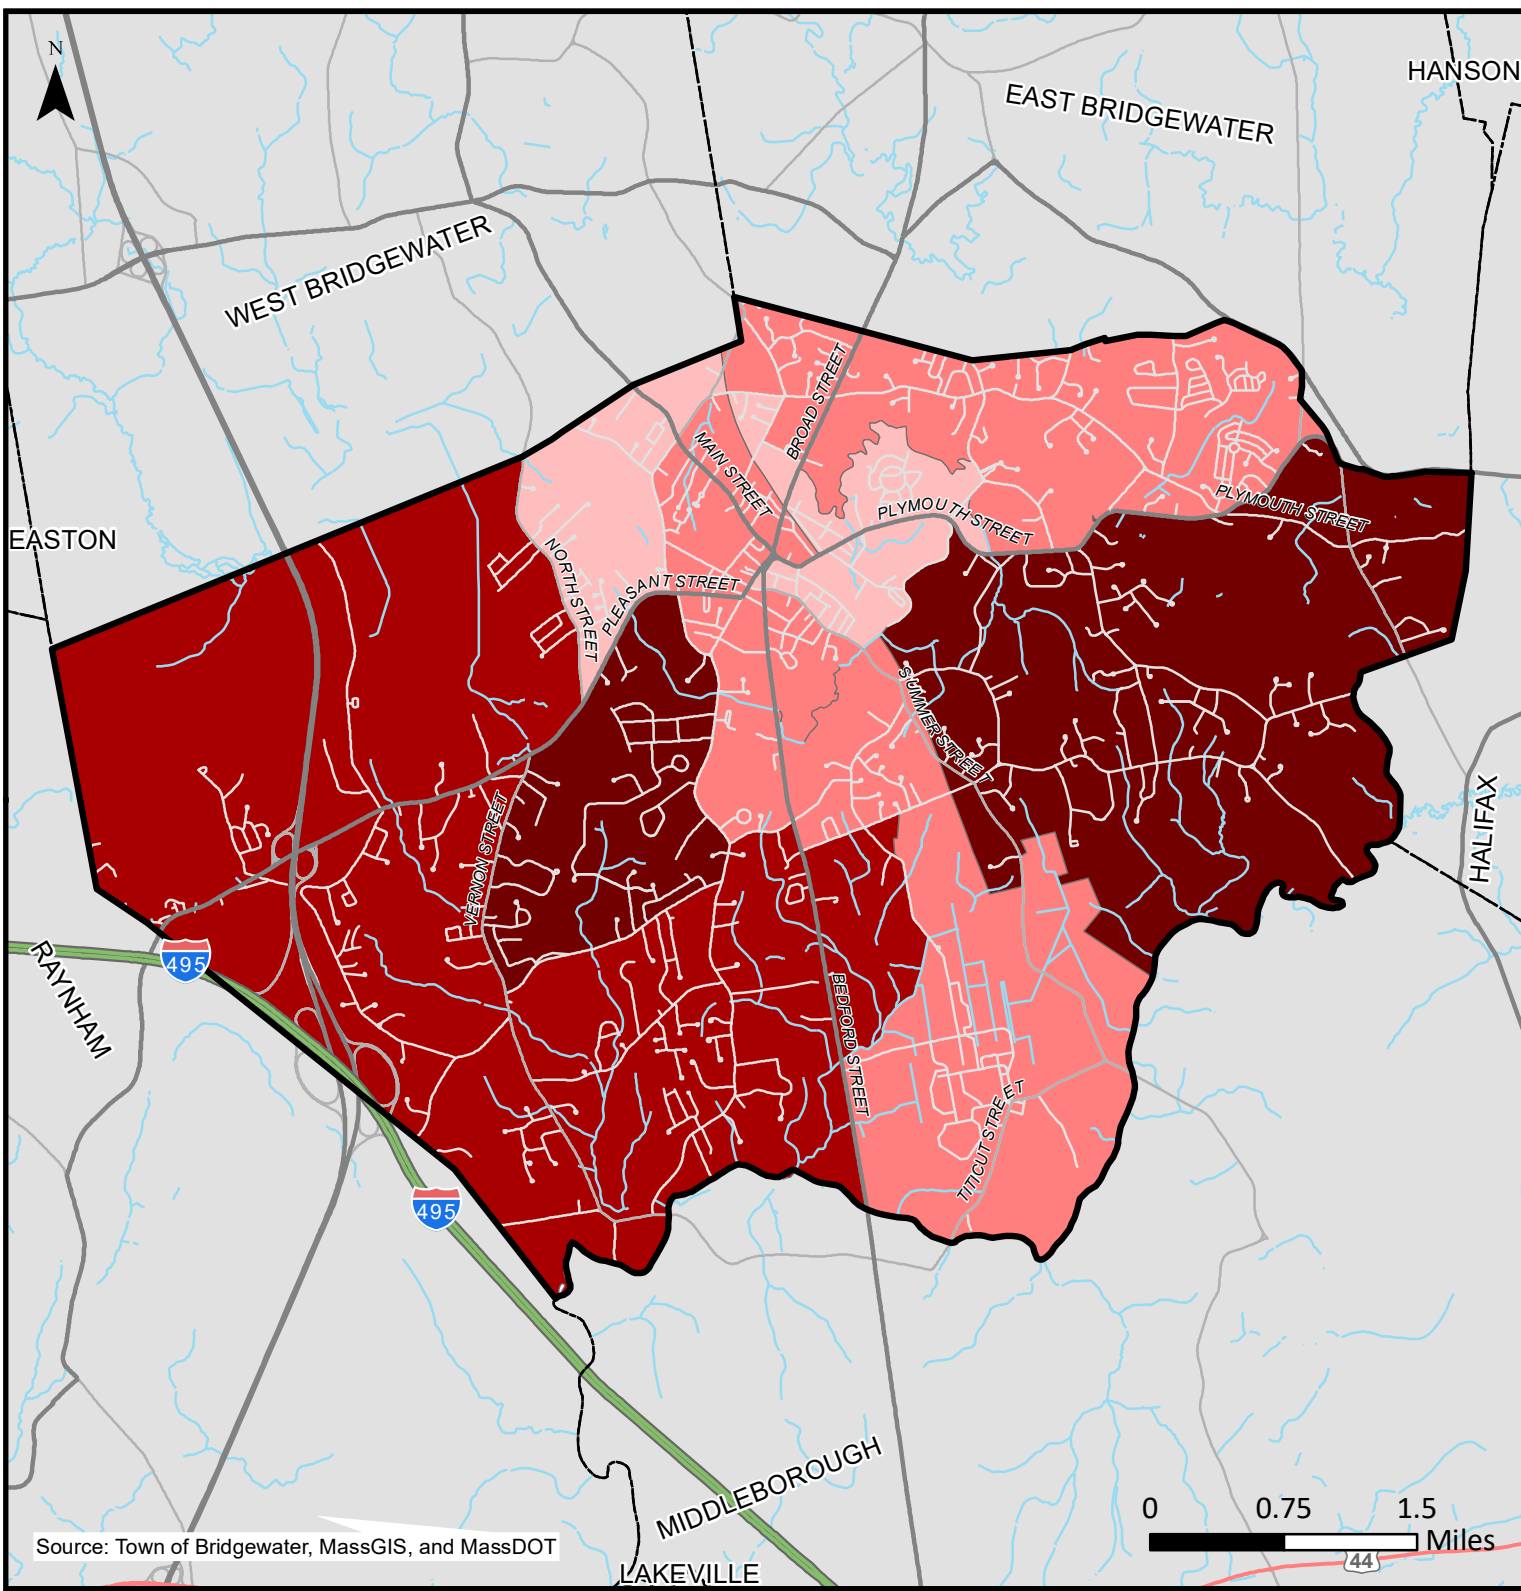 N
HANSON
EAST BRIDGEWATER
WEST BRIDGEWATER
BROAD STREET
MAIN STREET
PLYMOUTH STREET
PLYMOUTH STREET
EASTON
NORTH STREET
PLEASANT STREET
SUMMER STREET
VERNON STREET
HALIFAX
RAYNHAM
495
BEDFORD STREET
TITICUT STREET
495
MIDDLEBOROUGH
0 0.75 1.5
Miles
Source: Town of Bridgewater, MassGIS, and MassDOT
44
LAKEVILLE